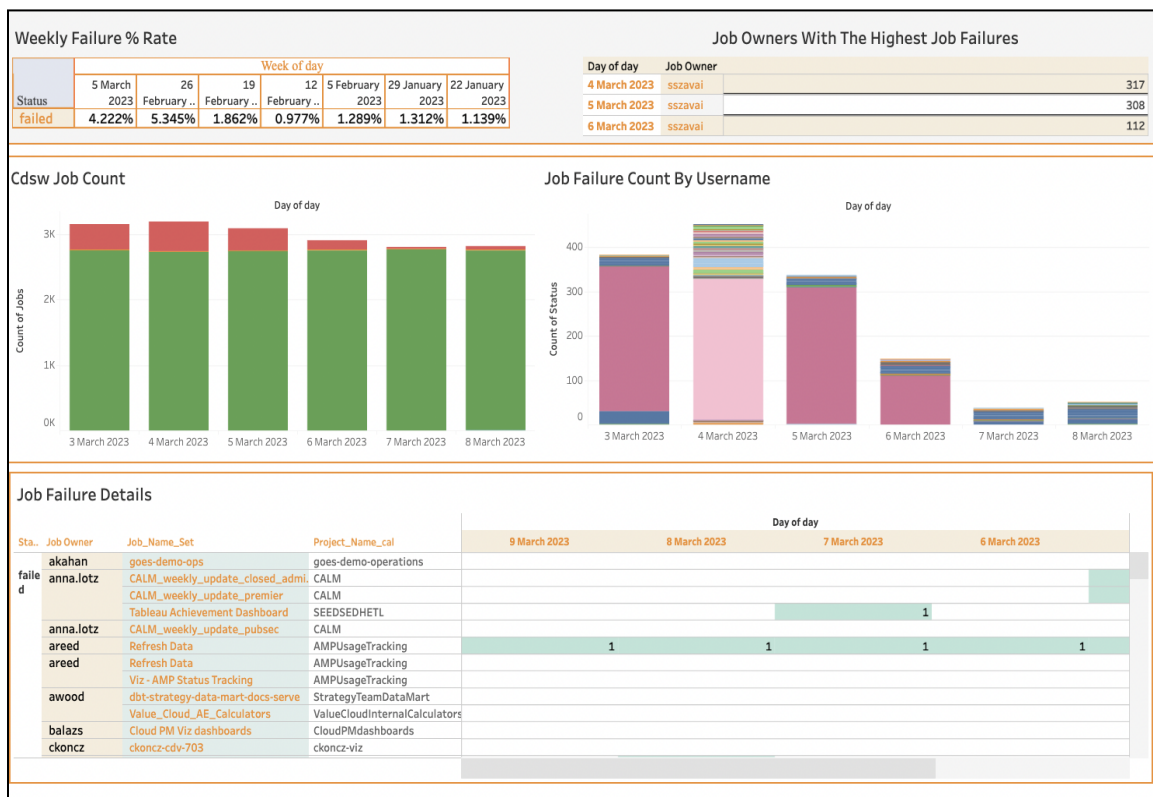 Weekly Failure % Rate
Week of day
Status
5 March 2023
26 February ..
19 February ..
12 February ..
5 February 2023
29 January 2023
22 January 2023
failed 4.222% 5.345% 1.862% 0.977% 1.289% 1.312% 1.139%
Job Owners With The Highest Job Failures
Day of day Job Owner
4 March 2023 sszavai 317
5 March 2023 sszavai 308
6 March 2023 sszavai 112
Cdsw Job Count
Day of day
Count of Jobs
3K
2K
1K
0K
3 March 2023 4 March 2023 5 March 2023 6 March 2023 7 March 2023 8 March 2023
Job Failure Count By Username
Day of day
Count of Status
400
300
200
100
0
3 March 2023 4 March 2023 5 March 2023 6 March 2023 7 March 2023 8 March 2023
Job Failure Details
Day of day
Sta.. Job Owner Job_Name_Set Project_Name_cal 9 March 2023 8 March 2023 7 March 2023 6 March 2023
faile
d
akahan goes-demo-ops goes-demo-operations
anna.lotz CALM_weekly_update_closed_admi. CALM
CALM_weekly_update_premier CALM
Tableau Achievement Dashboard SEEDSEDHETL 1
anna.lotz CALM_weekly_update_pubsec CALM
areed Refresh Data AMPUsageTracking 1 1 1 1
areed Refresh Data AMPUsageTracking
Viz - AMP Status Tracking AMPUsageTracking
awood dbt-strategy-data-mart-docs-serve StrategyTeamDataMart
Value_Cloud_AE_Calculators ValueCloudInternalCalculators
balazs Cloud PM Viz dashboards CloudPMdashboards
ckoncz ckoncz-cdv-703 ckoncz-viz